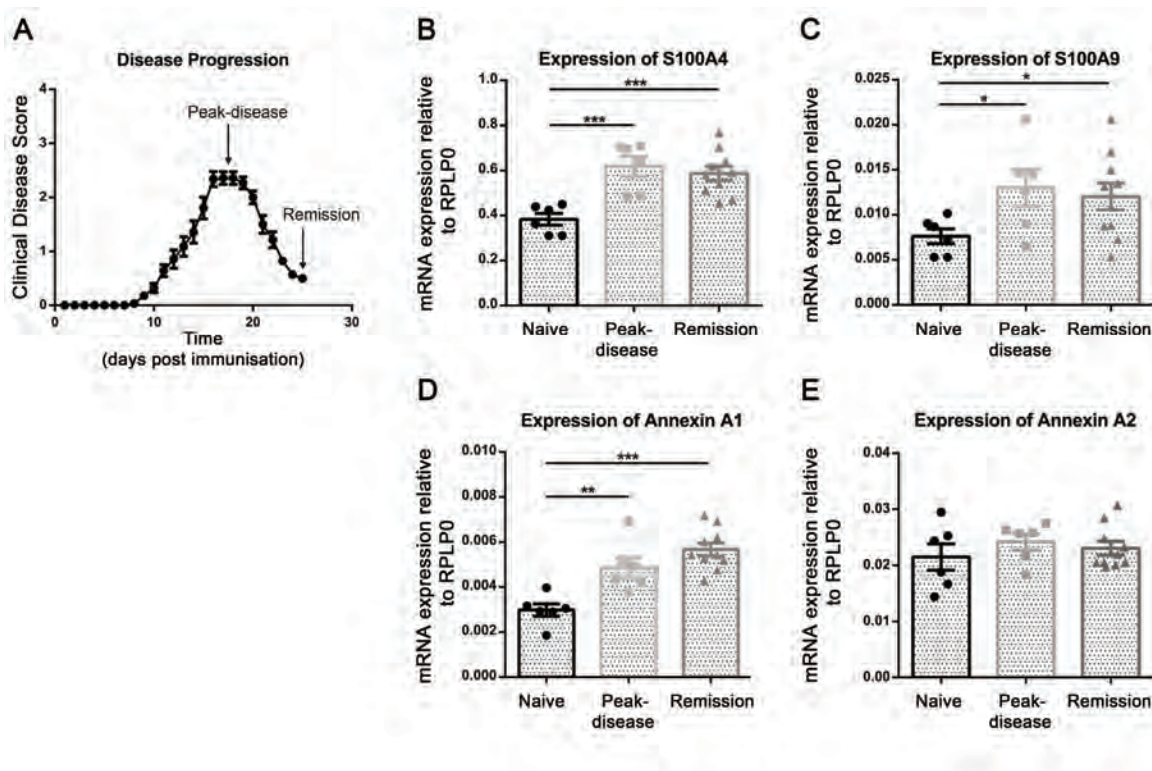 A
Disease Progression
Clinical Disease Score
4
3
2
1
0
Peak-disease
Remission
0
10
20
30
Time
(days post immunisation)
B
Expression of S100A4
mRNA expression relative
to RPLP0
1.0
0.8
0.6
0.4
0.2
0.0
***
***
Naive
Peak-
disease
Remission
C
Expression of S100A9
mRNA expression relative
to RPLP0
0.025
0.020
0.015
0.010
0.005
0.000
*
*
Naive
Peak-
disease
Remission
D
Expression of Annexin A1
mRNA expression relative
to RPLP0
0.010
0.008
0.006
0.004
0.002
0.000
***
**
Naive
Peak-
disease
Remission
E
Expression of Annexin A2
mRNA expression relative
to RPLP0
0.04
0.03
0.02
0.01
0.00
Naive
Peak-
disease
Remission